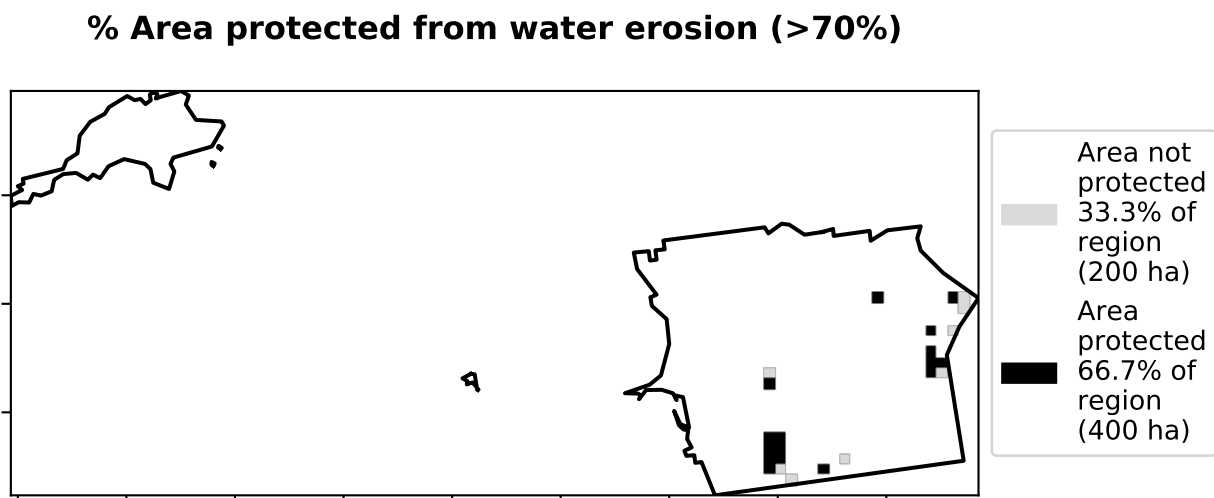 % Area protected from water erosion (>70%)
Area not
protected
33.3% of
region
(200 ha)
Area
protected
66.7% of
region
(400 ha)